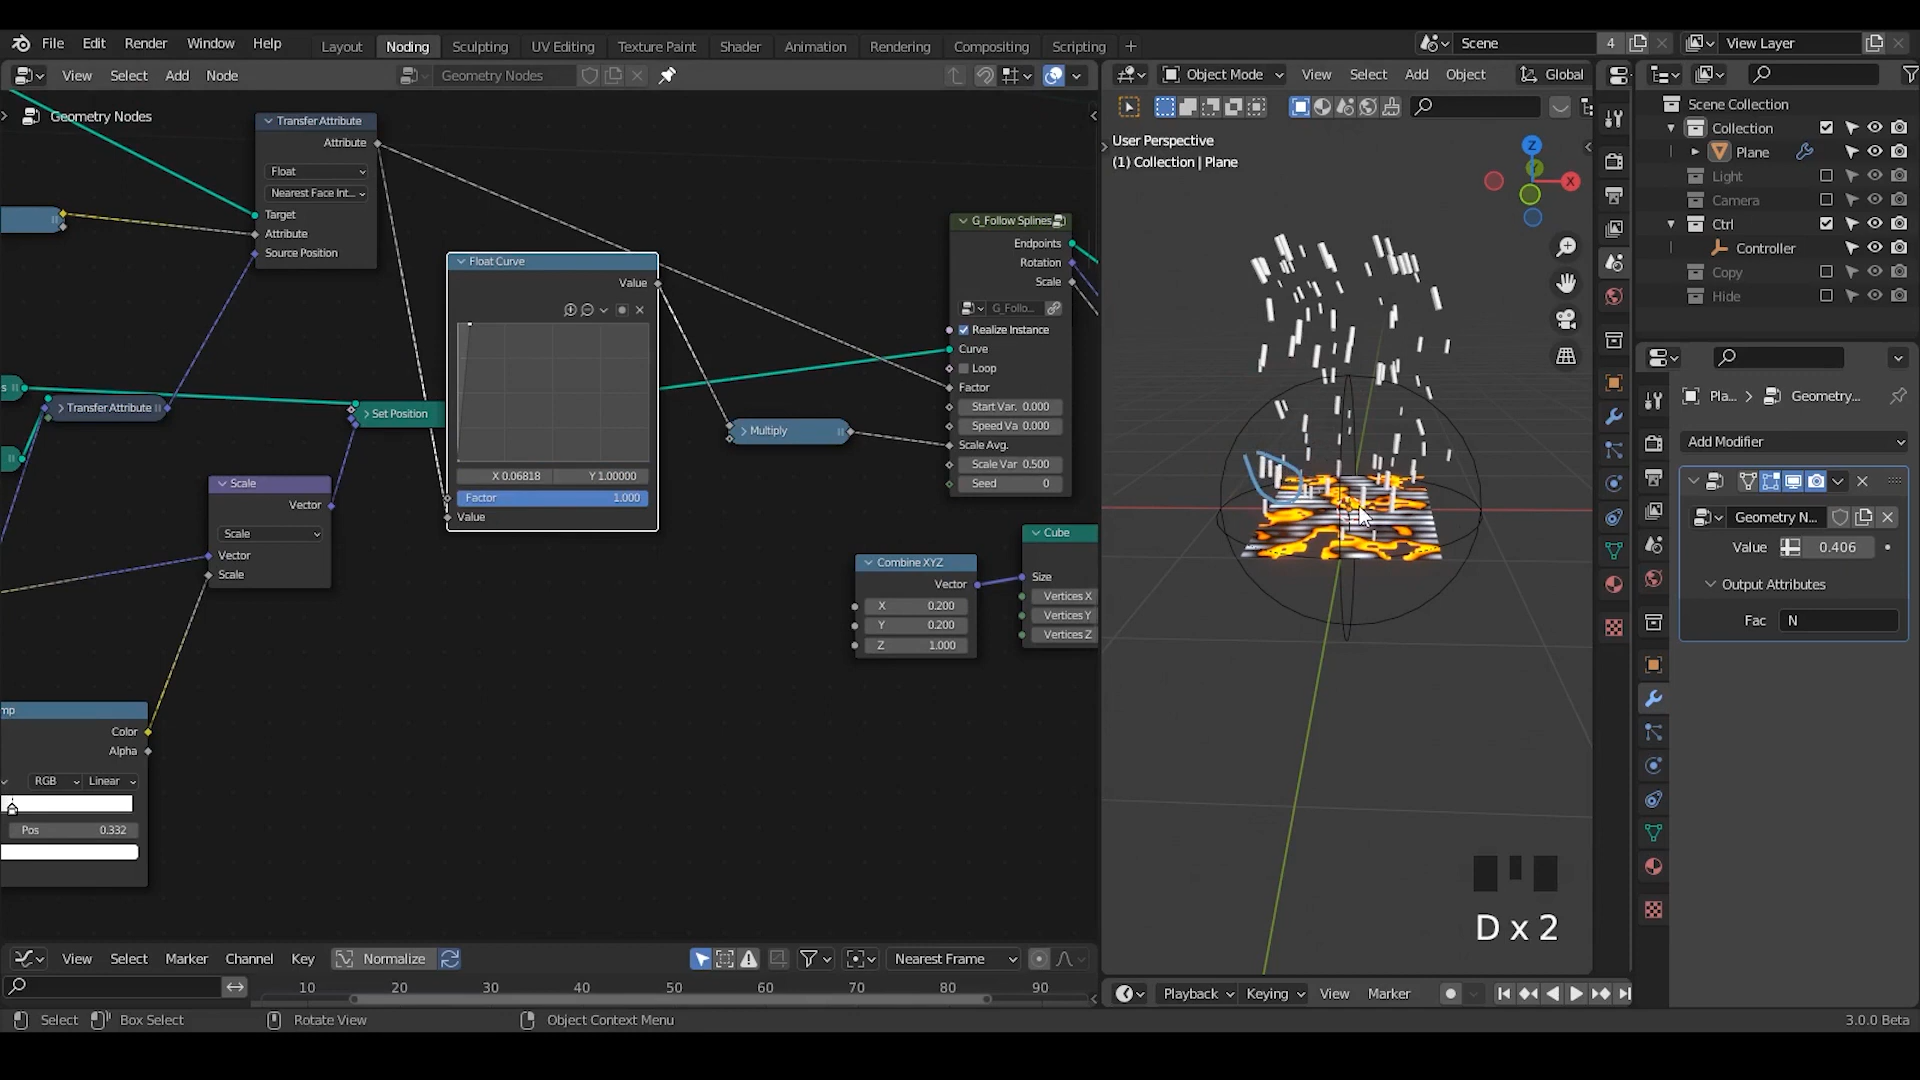 File Edit Render Window Help
Layout Noding Sculpting UV Editing Texture Paint Shader Animation Rendering Compositing Scripting +
Scene 4 View Layer
View Select Add Node Geometry Nodes
Object Mode View Select Add Object Global
Geometry Nodes
Transfer Attribute
Attribute
Float
Nearest Face Int...
Target
Attribute
Source Position
Float Curve
Value
X 0.06818 Y 1.00000
Factor 1.000
Value
Transfer Attribute
Set Position
Scale
Vector
Scale
Vector
Scale
mp
Color
Alpha
RGB Linear
Pos 0.332
Multiply
G_Follow Splines
Endpoints
Rotation
Scale
G_Follo...
Realize Instance
Curve
Loop
Factor
Start Var. 0.000
Speed Va 0.000
Scale Avg.
Scale Var 0.500
Seed 0
Combine XYZ
Vector
X 0.200
Y 0.200
Z 1.000
Cube
Size
Vertices X
Vertices Y
Vertices Z
User Perspective
(1) Collection | Plane
Z
Y
X
D x 2
Scene Collection
Collection
Plane
Light
Camera
Ctrl
Controller
Copy
Hide
Pla... Geometry...
Add Modifier
Geometry N...
Value 0.406
Output Attributes
Fac N
View Select Marker Channel Key Normalize Nearest Frame
10 20 30 40 50 60 70 80 90
Playback Keying View Marker
Select Box Select Rotate View Object Context Menu 3.0.0 Beta